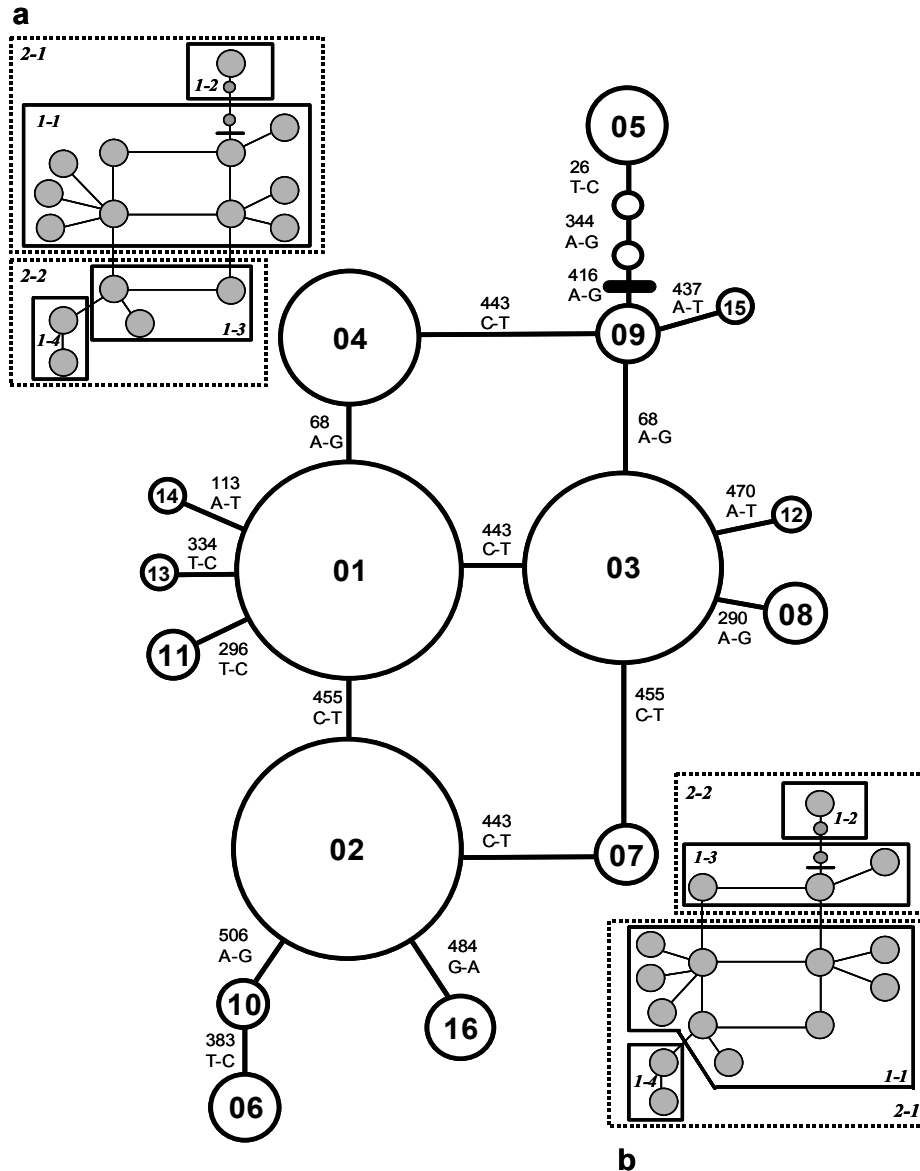 a
2-1
1-2
1-1
2-2
1-3
1-4
05
26
T-C
344
A-G
416
A-G
437
A-T
15
443
C-T
04
09
68
A-G
68
A-G
113
A-T
14
470
A-T
12
334
T-C
13
443
C-T
01
03
11
296
T-C
290
A-G
08
455
C-T
455
C-T
02
443
C-T
07
506
A-G
484
G-A
10
16
383
T-C
06
2-2
1-2
1-3
1-4
1-1
2-1
b